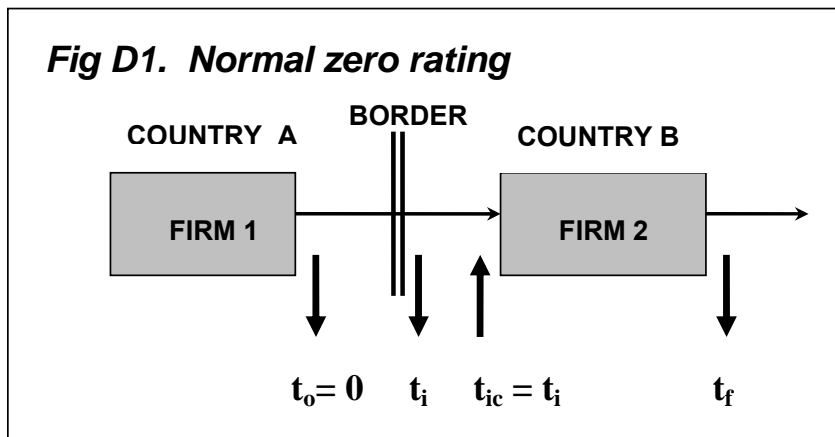 Fig D1. Normal zero rating
BORDER
COUNTRY A
COUNTRY B
FIRM 1
FIRM 2
to= 0
ti
tic = ti
tf